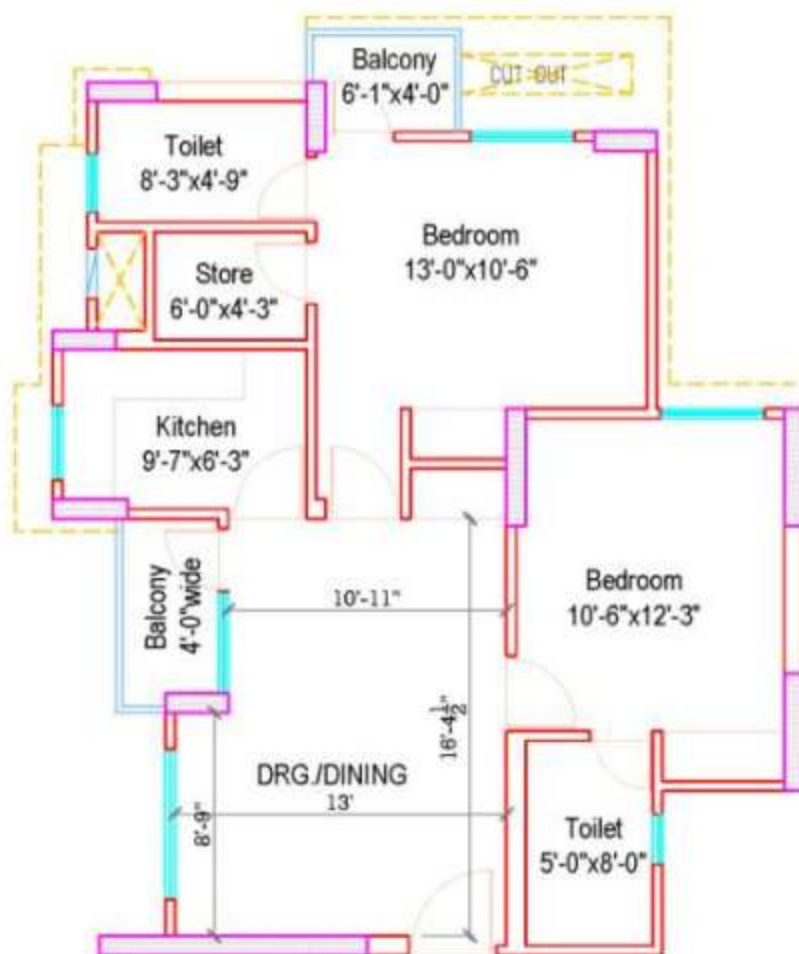 Balcony
6'-1"x4'-0"
CUT OUT
Toilet
8'-3"x4'-9"
Bedroom
13'-0"x10'-6"
Store
6'-0"x4'-3"
Kitchen
9'-7"x6'-3"
Balcony
4'-0"wide
10'-11"
Bedroom
10'-6"x12'-3"
16'-4½"
DRG./DINING
13'
8'-9"
Toilet
5'-0"x8'-0"